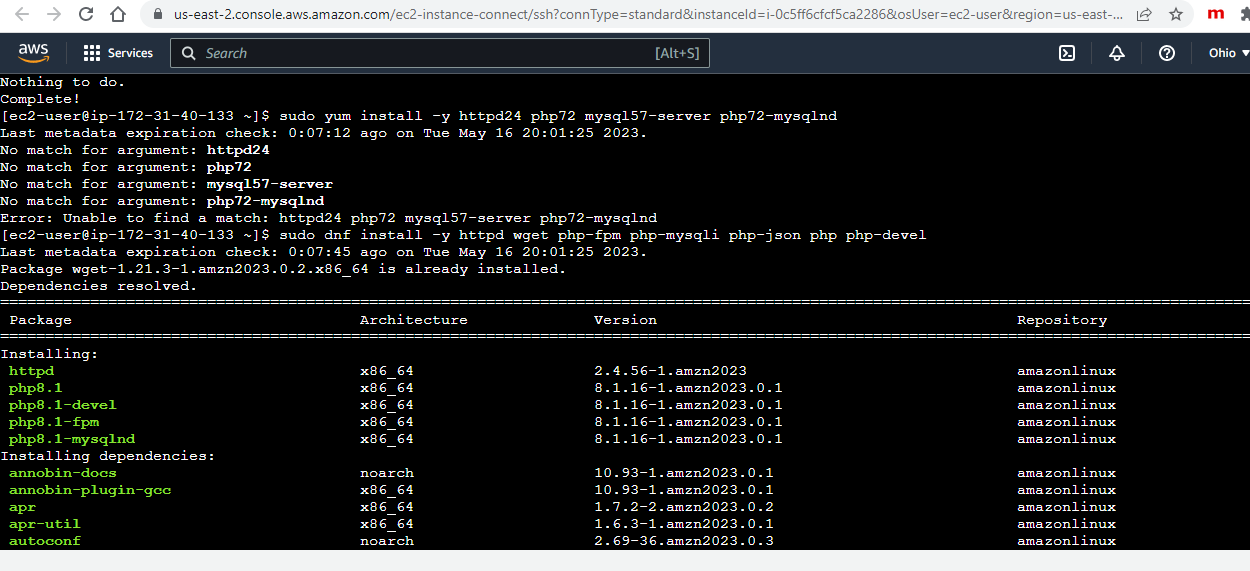 us-east-2.console.aws.amazon.com/ec2-instance-connect/ssh?connType=standard&instanceId=i-0c5ff6cfcf5ca2286&osUser=ec2-user&region=us-east-...
m
aws Services Search [Alt+S] Ohio
Nothing to do.
Complete!
[ec2-user@ip-172-31-40-133 ~]$ sudo yum install -y httpd24 php72 mysql57-server php72-mysqlnd
Last metadata expiration check: 0:07:12 ago on Tue May 16 20:01:25 2023.
No match for argument: httpd24
No match for argument: php72
No match for argument: mysql57-server
No match for argument: php72-mysqlnd
Error: Unable to find a match: httpd24 php72 mysql57-server php72-mysqlnd
[ec2-user@ip-172-31-40-133 ~]$ sudo dnf install -y httpd wget php-fpm php-mysqli php-json php php-devel
Last metadata expiration check: 0:07:45 ago on Tue May 16 20:01:25 2023.
Package wget-1.21.3-1.amzn2023.0.2.x86_64 is already installed.
Dependencies resolved.
Package Architecture Version Repository
Installing:
httpd x86_64 2.4.56-1.amzn2023 amazonlinux
php8.1 x86_64 8.1.16-1.amzn2023.0.1 amazonlinux
php8.1-devel x86_64 8.1.16-1.amzn2023.0.1 amazonlinux
php8.1-fpm x86_64 8.1.16-1.amzn2023.0.1 amazonlinux
php8.1-mysqlnd x86_64 8.1.16-1.amzn2023.0.1 amazonlinux
Installing dependencies:
annobin-docs noarch 10.93-1.amzn2023.0.1 amazonlinux
annobin-plugin-gcc x86_64 10.93-1.amzn2023.0.1 amazonlinux
apr x86_64 1.7.2-2.amzn2023.0.2 amazonlinux
apr-util x86_64 1.6.3-1.amzn2023.0.1 amazonlinux
autoconf noarch 2.69-36.amzn2023.0.3 amazonlinux